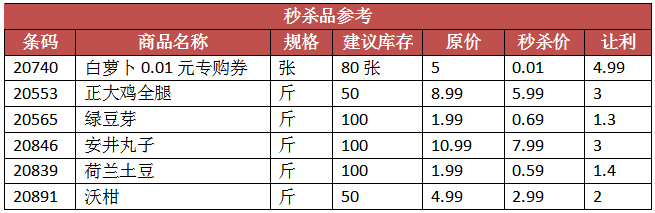 秒杀品参考
条码 商品名称 规格 建议库存 原价 秒杀价 让利
20740 白萝卜 0.01 元专购券 张 80 张 5 0.01 4.99
20553 正大鸡全腿 斤 50 8.99 5.99 3
20565 绿豆芽 斤 100 1.99 0.69 1.3
20846 安井丸子 斤 100 10.99 7.99 3
20839 荷兰土豆 斤 100 1.99 0.59 1.4
20891 沃柑 斤 50 4.99 2.99 2